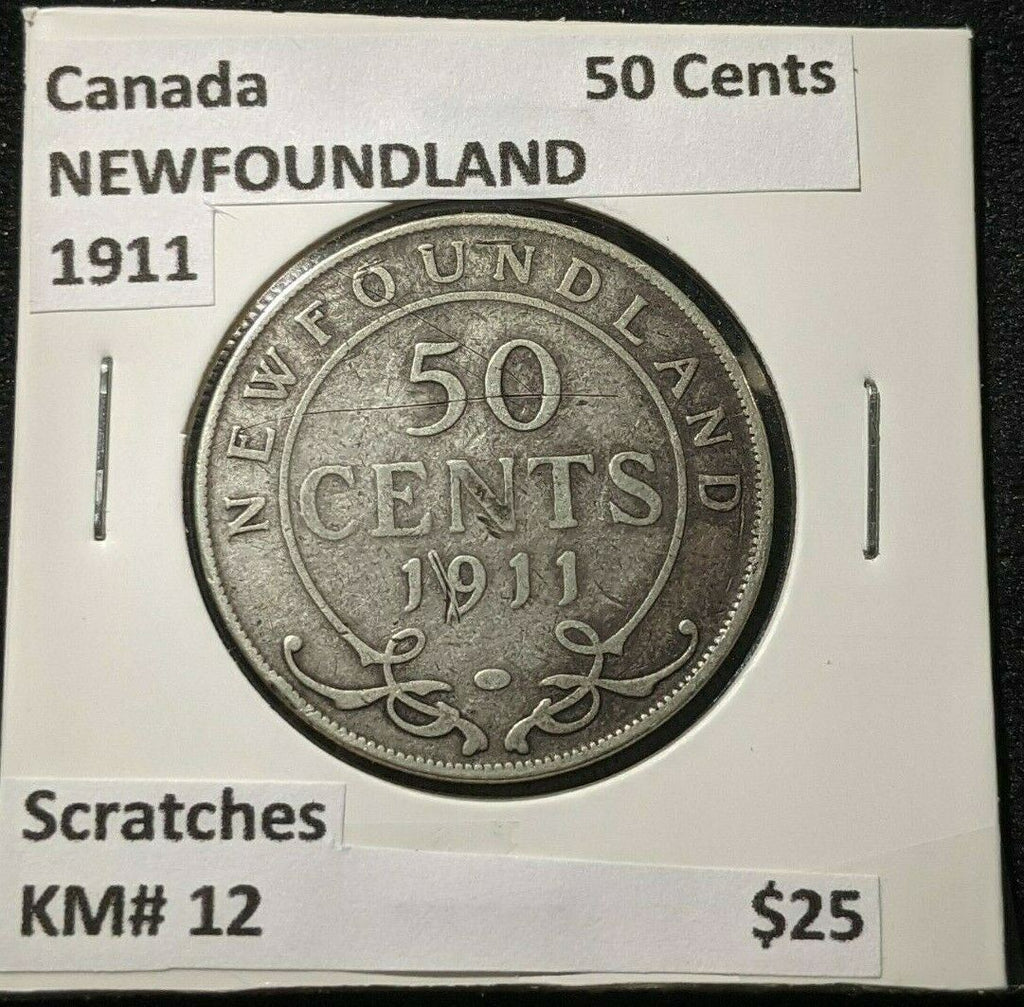 Canada 50 Cents
NEWFOUNDLAND
1911
NEWFOUNDLAND
50
CENTS
1911
Scratches
KM# 12 $25